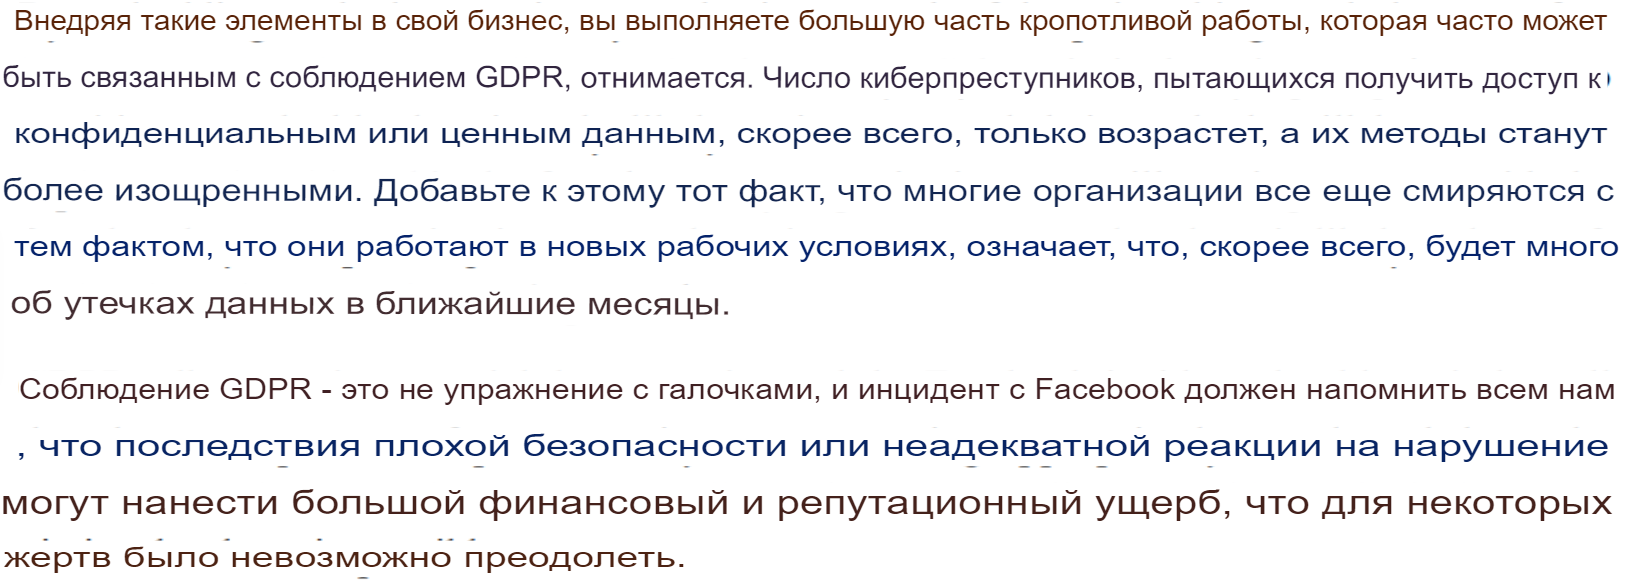 Внедряя такие элементы в свой бизнес, вы выполняете большую часть кропотливой работы, которая часто может
быть связанным с соблюдением GDPR, отнимается. Число киберпреступников, пытающихся получить доступ к
конфиденциальным или ценным данным, скорее всего, только возрастет, а их методы станут
более изощренными. Добавьте к этому тот факт, что многие организации все еще смиряются с
тем фактом, что они работают в новых рабочих условиях, означает, что, скорее всего, будет много
об утечках данных в ближайшие месяцы.
Соблюдение GDPR - это не упражнение с галочками, и инцидент с Facebook должен напомнить всем нам
, что последствия плохой безопасности или неадекватной реакции на нарушение
могут нанести большой финансовый и репутационный ущерб, что для некоторых
жертв было невозможно преодолеть.